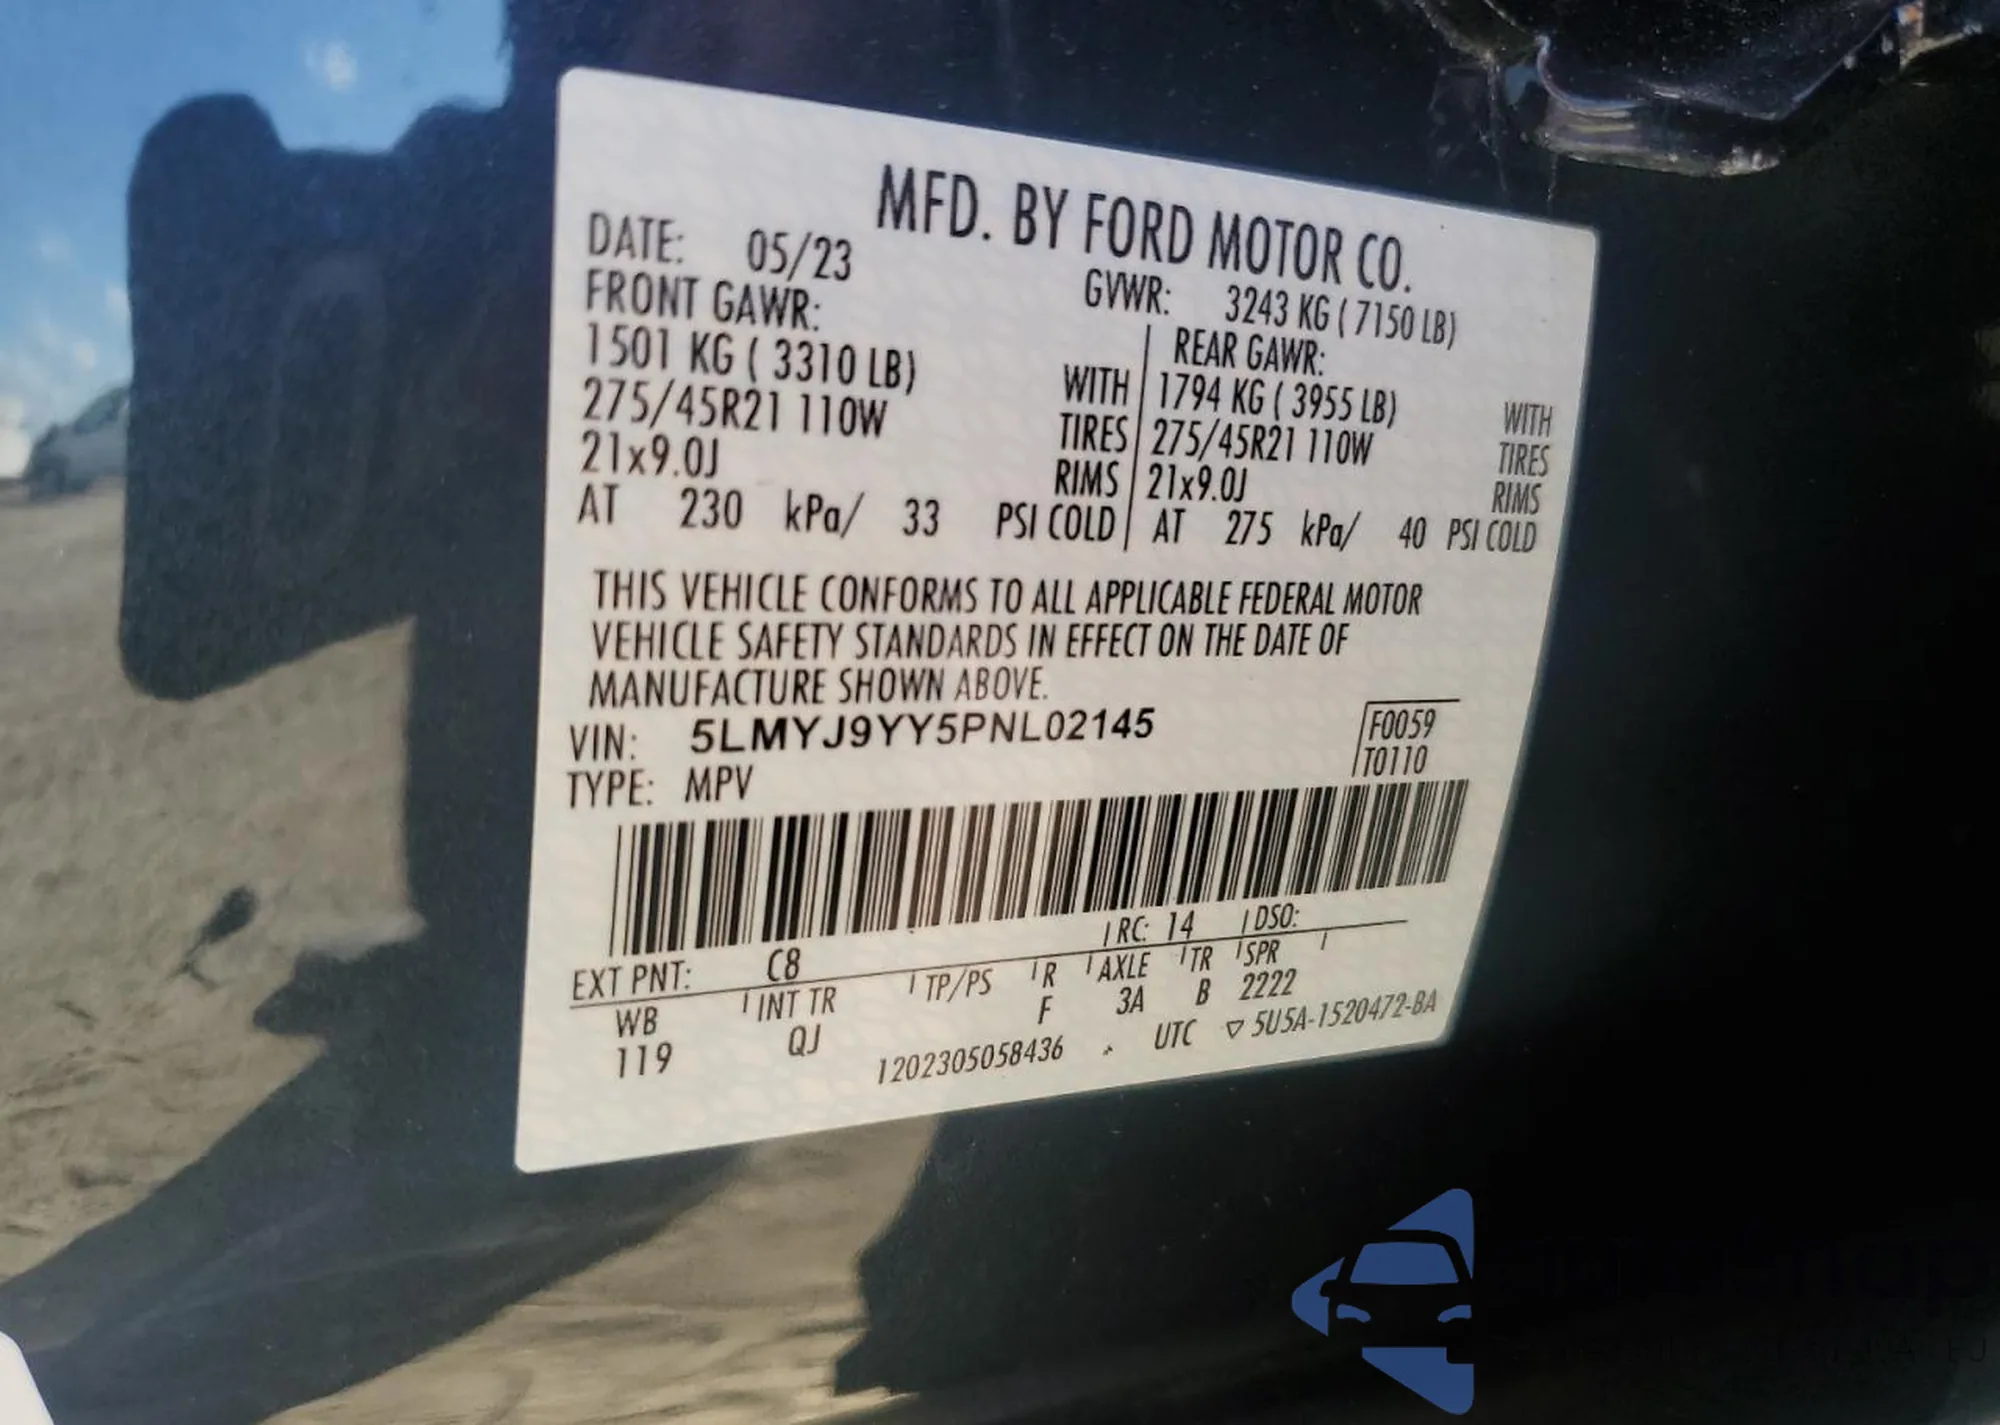 MFD. BY FORD MOTOR CO.
DATE: 05/23
GVWR: 3243 KG ( 7150 LB)
FRONT GAWR:
1501 KG ( 3310 LB) WITH
275/45R21 110W TIRES
21x9.0J RIMS
AT 230 kPa/ 33 PSI COLD
REAR GAWR:
1794 KG ( 3955 LB) WITH
275/45R21 110W TIRES
21x9.0J RIMS
AT 275 kPa/ 40 PSI COLD
THIS VEHICLE CONFORMS TO ALL APPLICABLE FEDERAL MOTOR
VEHICLE SAFETY STANDARDS IN EFFECT ON THE DATE OF
MANUFACTURE SHOWN ABOVE.
VIN: 5LMYJ9YY5PNL02145
TYPE: MPV
F0059
T0110
EXT PNT: C8 RC: 14 DSO:
WB INT TR TP/PS R AXLE TR SPR
119 QJ F 3A B 2222
1202305058436 UTC ▽ 5U5A-1520472-BA